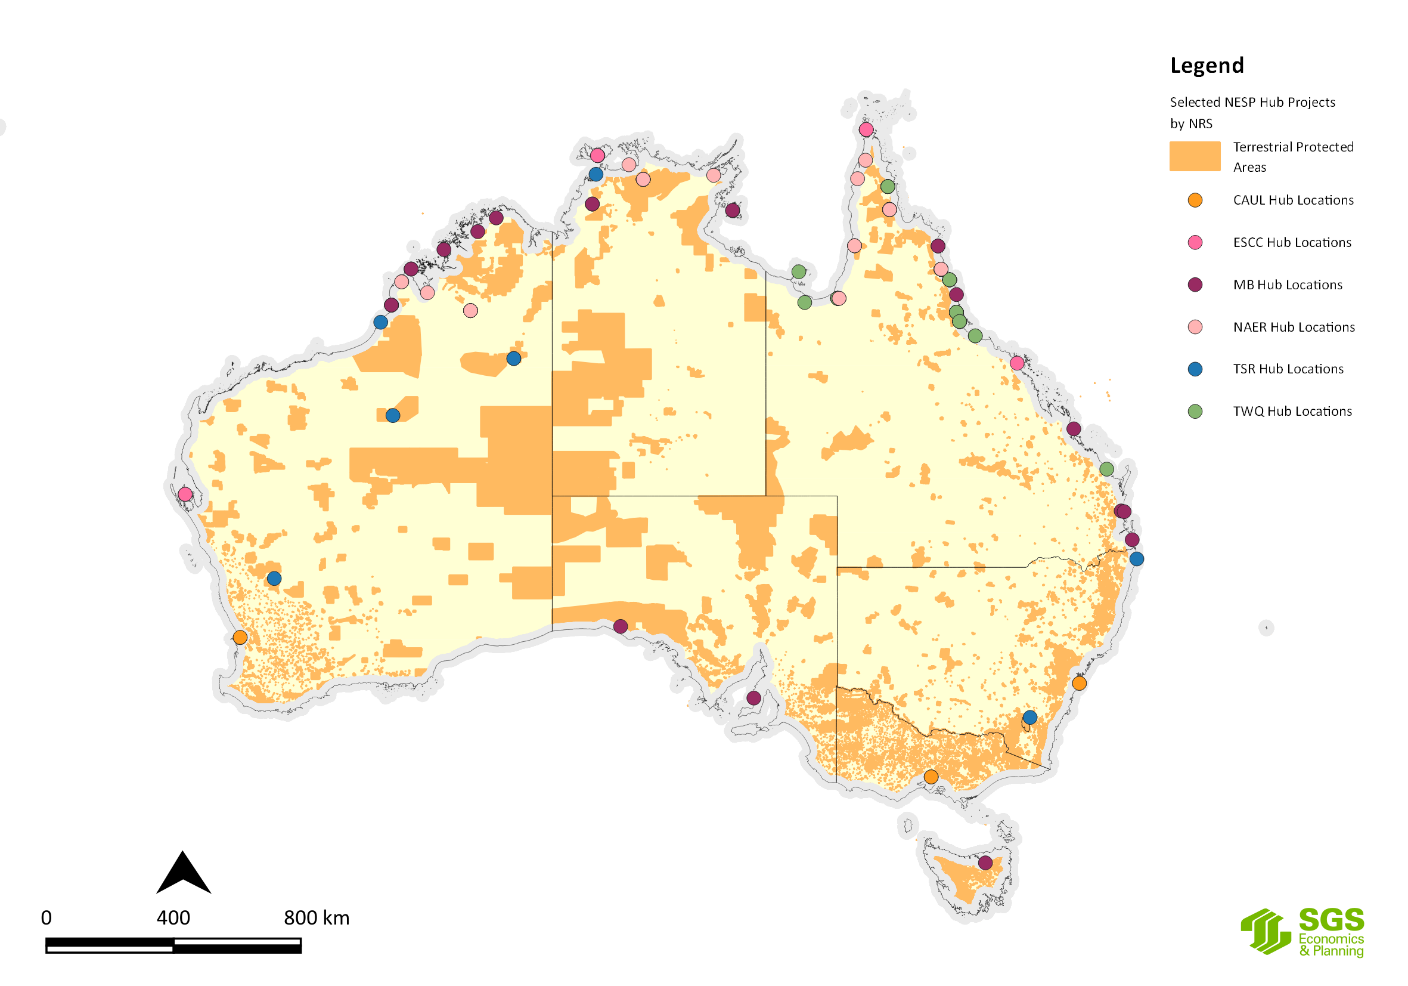 Legend
Selected NESP Hub Projects
by NRS
Terrestrial Protected
Areas
CAUL Hub Locations
ESCC Hub Locations
MB Hub Locations
NAER Hub Locations
TSR Hub Locations
TWQ Hub Locations
0 400 800 km
SGS
Economics
& Planning